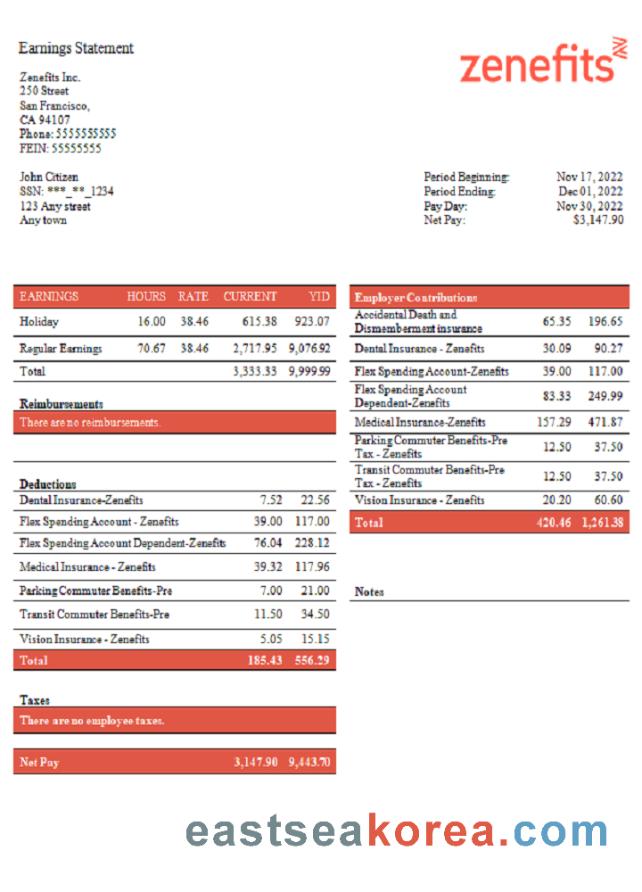 Earnings Statement
zenefits
Zenefits Inc.
250 Street
San Francisco,
CA 94107
Phone: 5555555555
FEIN: 55555555
John Citizen
SSN: ***_**_1234
123 Any street
Any town
Period Beginning: Nov 17, 2022
Period Ending: Dec 01, 2022
Pay Day: Nov 30, 2022
Net Pay: $3,147.90
EARNINGS HOURS RATE CURRENT YTD
Holiday 16.00 38.46 615.38 923.07
Regular Earnings 70.67 38.46 2,717.95 9,076.92
Total 3,333.33 9,999.99
Reimbursements
There are no reimbursements.
Deductions
Dental Insurance-Zenefits 7.52 22.56
Flex Spending Account - Zenefits 39.00 117.00
Flex Spending Account Dependent-Zenefits 76.04 228.12
Medical Insurance - Zenefits 39.32 117.96
Parking Commuter Benefits-Pre 7.00 21.00
Transit Commuter Benefits-Pre 11.50 34.50
Vision Insurance - Zenefits 5.05 15.15
Total 185.43 556.29
Taxes
There are no employee taxes.
Net Pay 3,147.90 9,443.70
Employer Contributions
Accidental Death and
Dismemberment insurance 65.35 196.65
Dental Insurance - Zenefits 30.09 90.27
Flex Spending Account-Zenefits 39.00 117.00
Flex Spending Account
Dependent-Zenefits 83.33 249.99
Medical Insurance-Zenefits 157.29 471.87
Parking Commuter Benefits-Pre
Tax - Zenefits 12.50 37.50
Transit Commuter Benefits-Pre
Tax - Zenefits 12.50 37.50
Vision Insurance - Zenefits 20.20 60.60
Total 420.46 1,261.38
Notes
eastseakorea.com